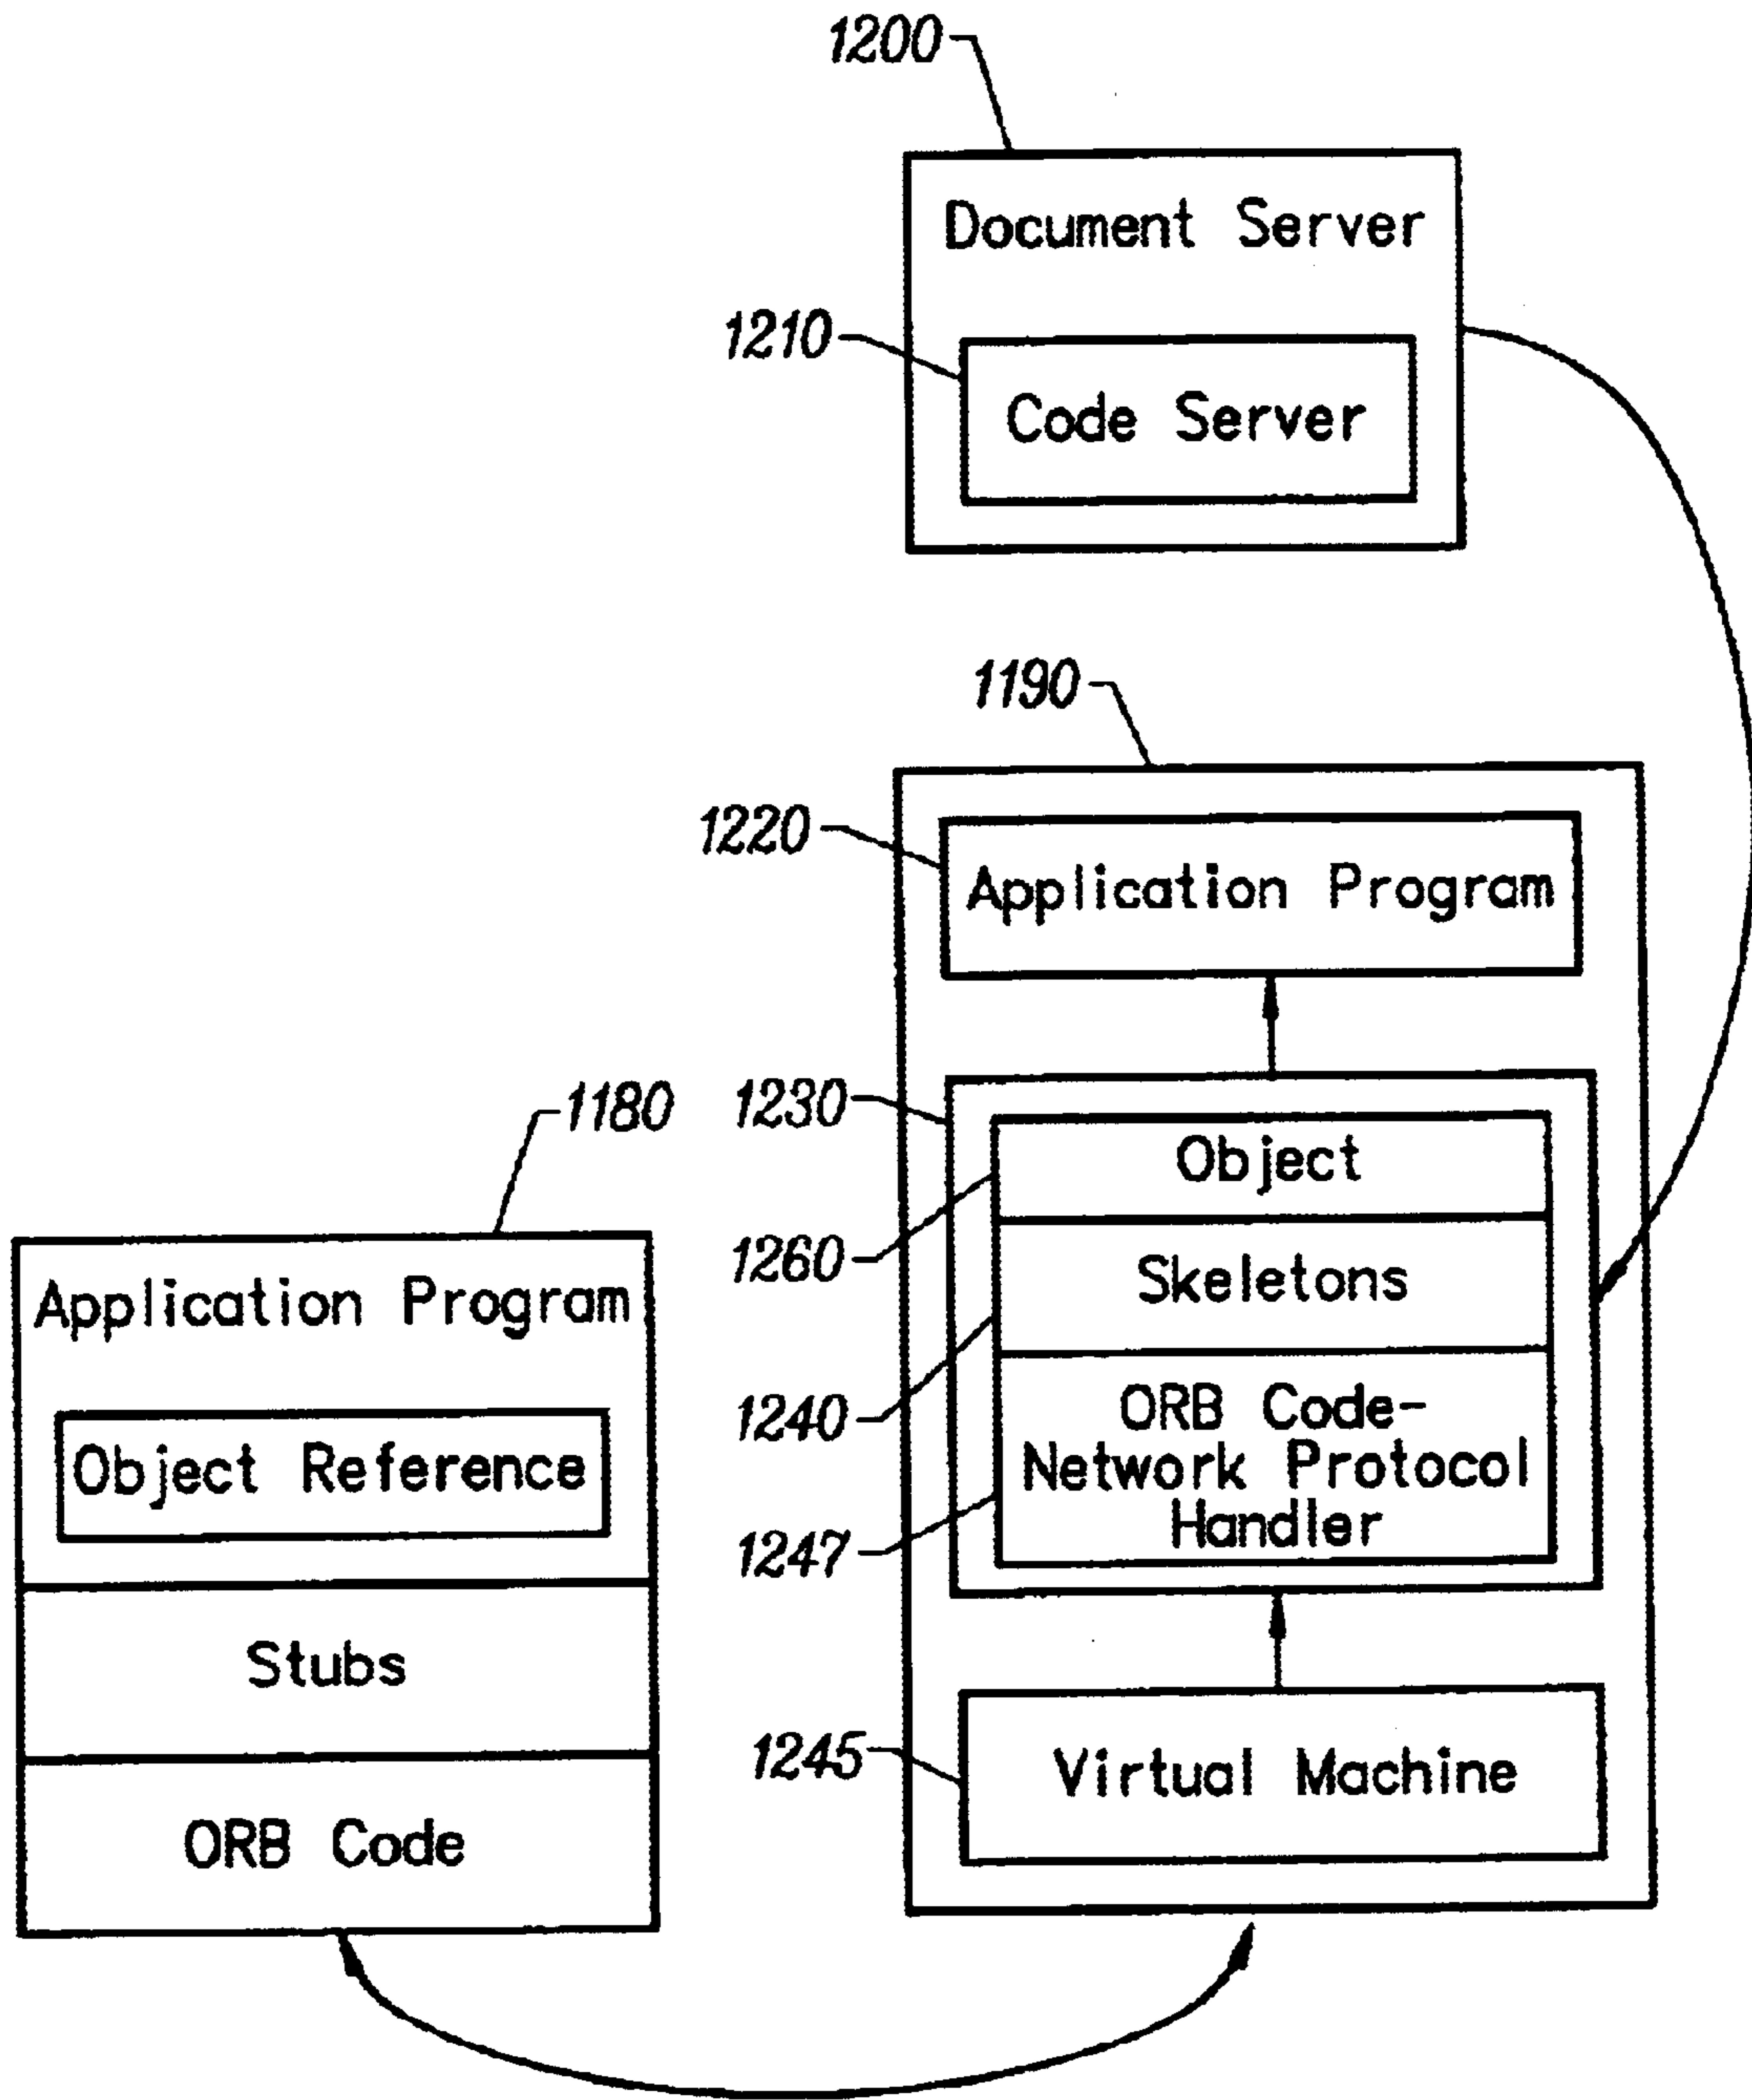 1200
Document Server
1210
Code Server
1190
1220
Application Program
1180
1230
Object
1260
Skeletons
1240
ORB Code-
Network Protocol
Handler
1247
1245
Virtual Machine
Application Program
Object Reference
Stubs
ORB Code